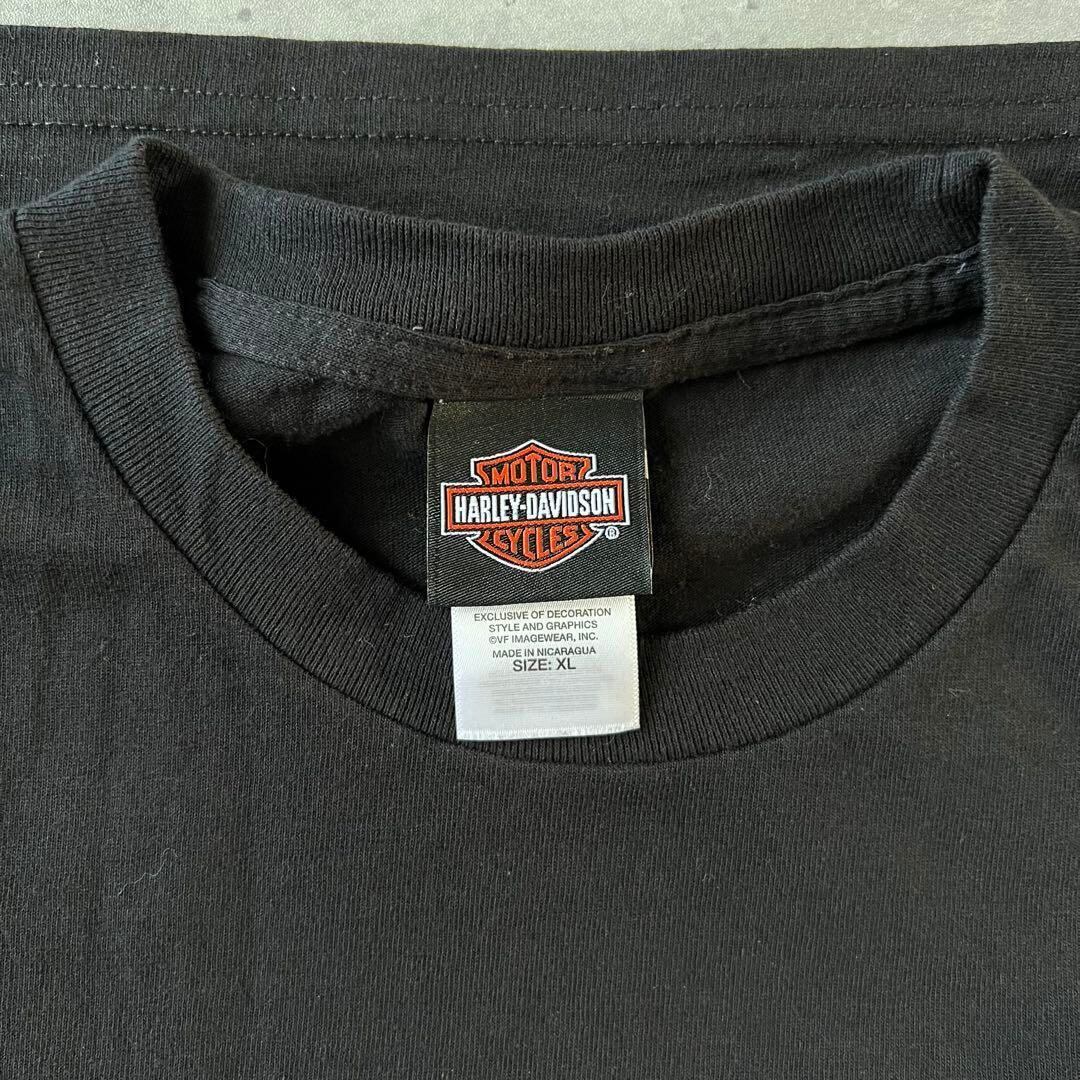 MOTOR
HARLEY-DAVIDSON
CYCLES
®
EXCLUSIVE OF DECORATION
STYLE AND GRAPHICS
©VF IMAGEWEAR, INC.
MADE IN NICARAGUA
SIZE: XL